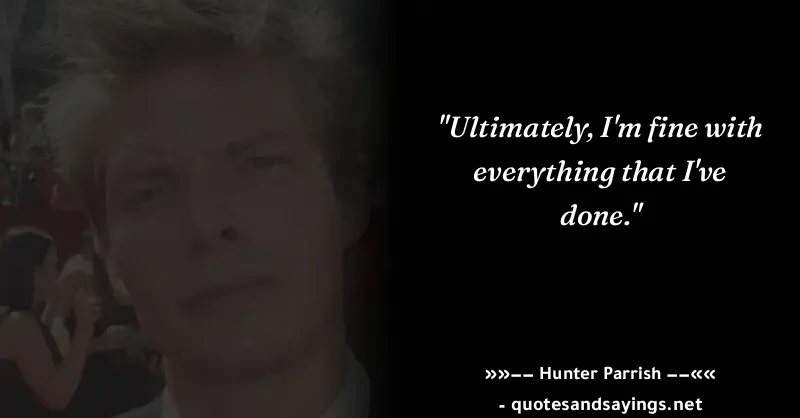 "Ultimately, I'm fine with
everything that I've
done."
»»–– Hunter Parrish ––««
- quotesandsayings.net